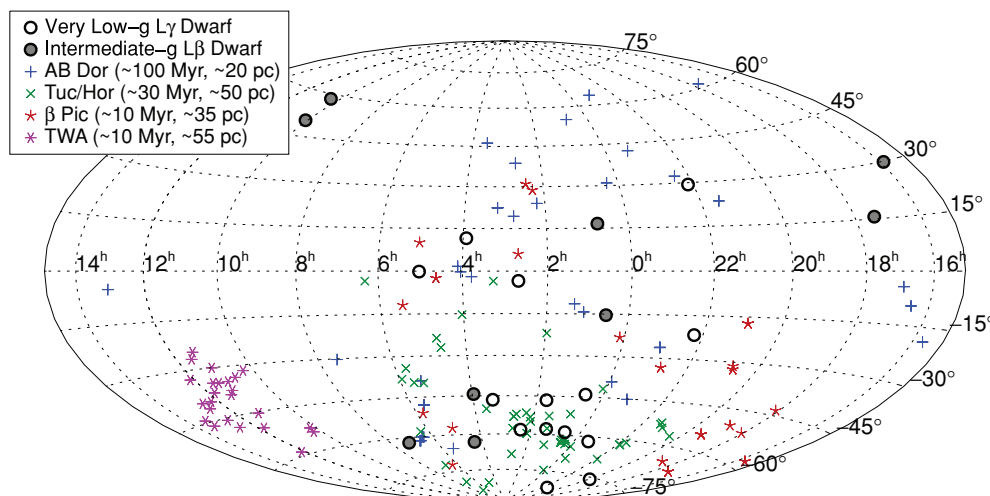 Very Low–g Lγ Dwarf
Intermediate–g Lβ Dwarf
AB Dor (~100 Myr, ~20 pc)
Tuc/Hor (~30 Myr, ~50 pc)
β Pic (~10 Myr, ~35 pc)
TWA (~10 Myr, ~55 pc)
75°
60°
45°
30°
15°
14h 12h 10h 8h 6h 4h 2h 0h 22h 20h 18h 16h
–15°
–30°
–45°
–60°
–75°